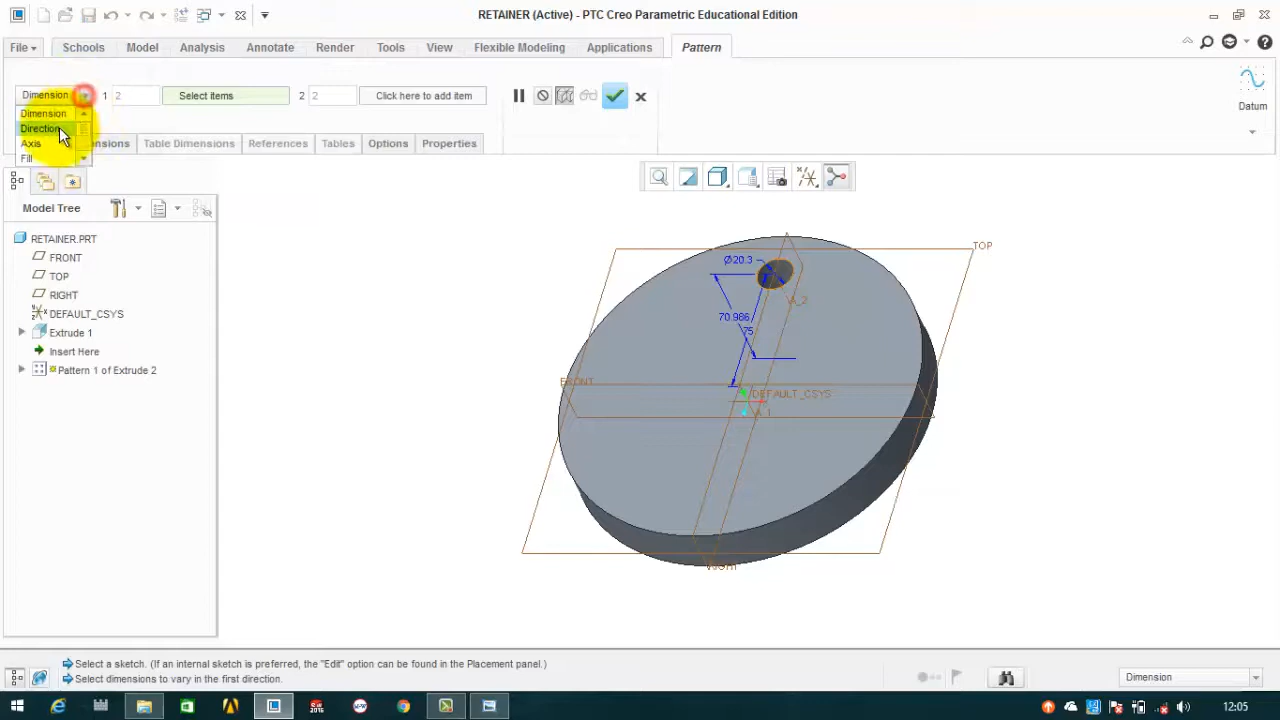 RETAINER (Active) - PTC Creo Parametric Educational Edition
File Schools Model Analysis Annotate Render Tools View Flexible Modeling Applications Pattern
Dimension 1 2 Select items 2 2 Click here to add item
Datum
Dimension
Direction
Axis
Fill
Table Dimensions References Tables Options Properties
Model Tree
RETAINER.PRT
FRONT
TOP
RIGHT
DEFAULT_CSYS
Extrude 1
Insert Here
Pattern 1 of Extrude 2
TOP
Ø20.3
A_2
70.986
75
FRONT
DEFAULT_CSYS
A_1
RIGHT
Select a sketch. (If an internal sketch is preferred, the "Edit" option can be found in the Placement panel.)
Select dimensions to vary in the first direction.
Dimension
12:05